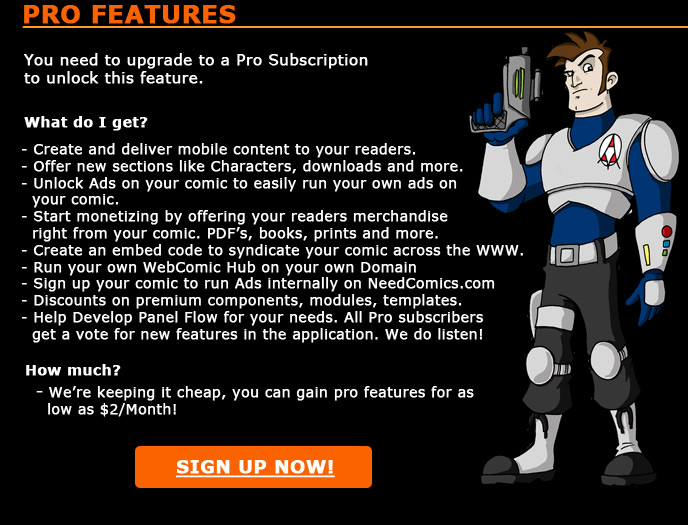 PRO FEATURES
You need to upgrade to a Pro Subscription
to unlock this feature.
What do I get?
- Create and deliver mobile content to your readers.
- Offer new sections like Characters, downloads and more.
- Unlock Ads on your comic to easily run your own ads on
your comic.
- Start monetizing by offering your readers merchandise
right from your comic. PDF's, books, prints and more.
- Create an embed code to syndicate your comic across the WWW.
- Run your own WebComic Hub on your own Domain
- Sign up your comic to run Ads internally on NeedComics.com
- Discounts on premium components, modules, templates.
- Help Develop Panel Flow for your needs. All Pro subscribers
get a vote for new features in the application. We do listen!
How much?
- We're keeping it cheap, you can gain pro features for as
low as $2/Month!
SIGN UP NOW!